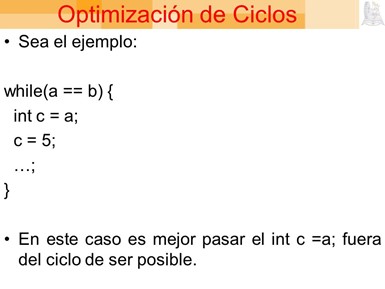 Optimización de Ciclos
• Sea el ejemplo:
while(a == b) {
int c = a;
c = 5;
…;
}
• En este caso es mejor pasar el int c =a; fuera
del ciclo de ser posible.